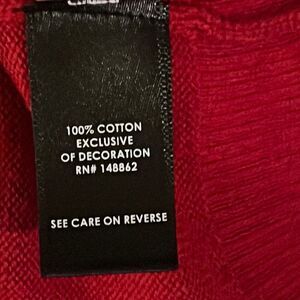 100% COTTON
EXCLUSIVE
OF DECORATION
RN# 148862
SEE CARE ON REVERSE